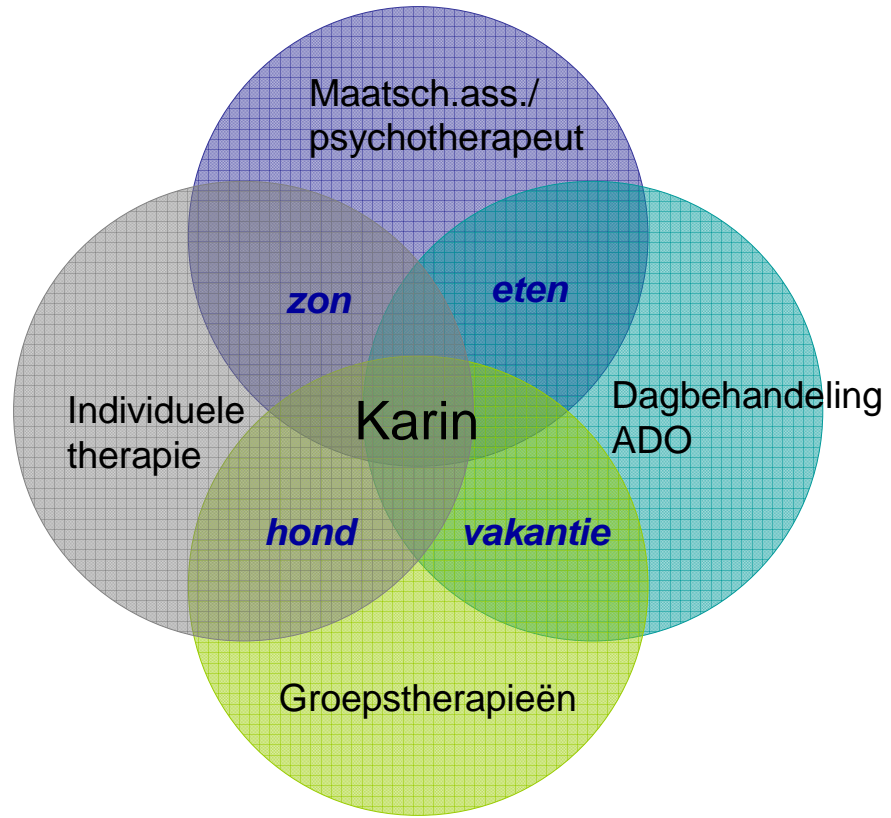 Maatsch.ass./
psychotherapeut
zon
eten
Individuele
therapie
Karin
Dagbehandeling
ADO
hond
vakantie
Groepstherapieën